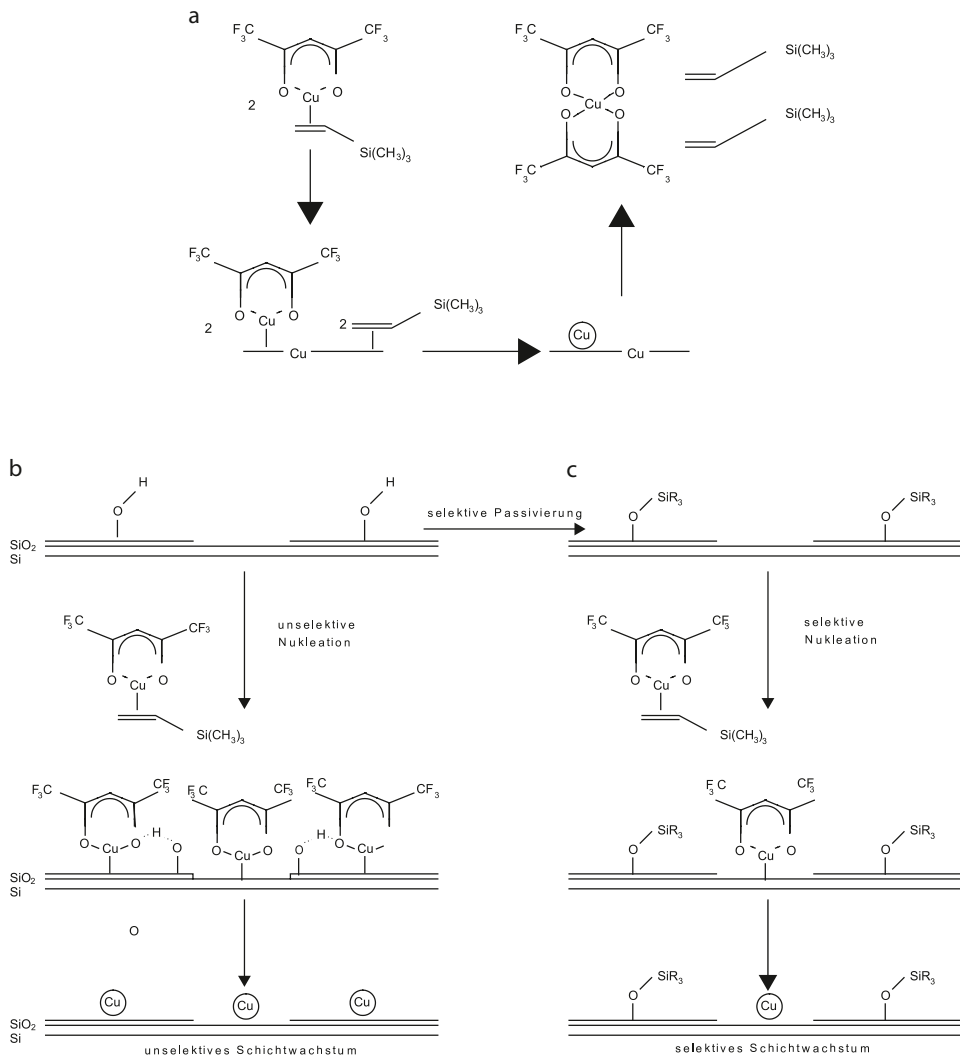 a
F₃C CF₃ F₃C CF₃
Si(CH₃)₃
O O O O
Cu Cu
2 O O
Si(CH₃)₃
Si(CH₃)₃ F₃C CF₃
F₃C CF₃
Si(CH₃)₃
O O
2 Cu 2 Cu
Cu Cu
b c
H H SiR₃ SiR₃
O O selektive Passivierung O O
SiO₂
Si
F₃C CF₃ unselektive F₃C CF₃ selektive
Nukleation Nukleation
O O O O
Cu Cu
Si(CH₃)₃ Si(CH₃)₃
F₃C CF₃ F₃C CF₃ F₃C CF₃ F₃C CF₃
H H SiR₃ SiR₃
O O O O O O O O O O O
Cu Cu Cu Cu
SiO₂ SiO₂
Si Si
O
SiR₃ SiR₃
Cu Cu Cu O Cu O
SiO₂ SiO₂
Si Si
unselektives Schichtwachstum selektives Schichtwachstum